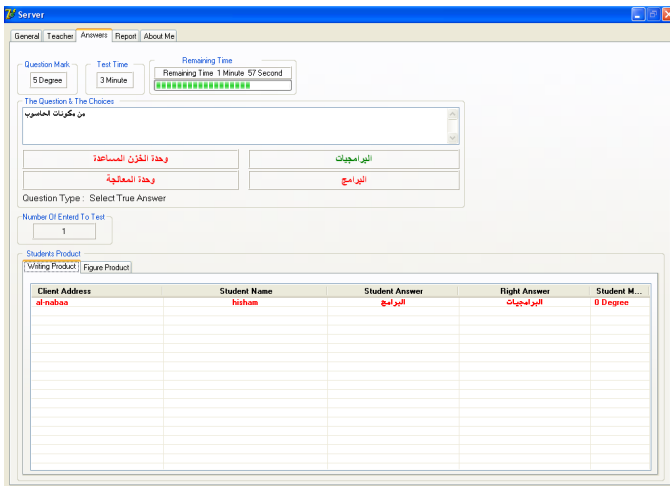 Server
General Teacher Answers Report About Me
Question Mark Test Time Remaining Time
5 Degree 3 Minute Remaining Time 1 Minute 57 Second
The Question & The Choices
من مكونات الحاسوب
وحدة الخزن المساعدة البرامجيات
وحدة المعالجة البرامج
Question Type : Select True Answer
Number Of Enterd To Test
1
Students Product
Writing Product Figure Product
Client Address Student Name Student Answer Right Answer Student M...
al-nabaa hisham البرامج البرامجيات 0 Degree